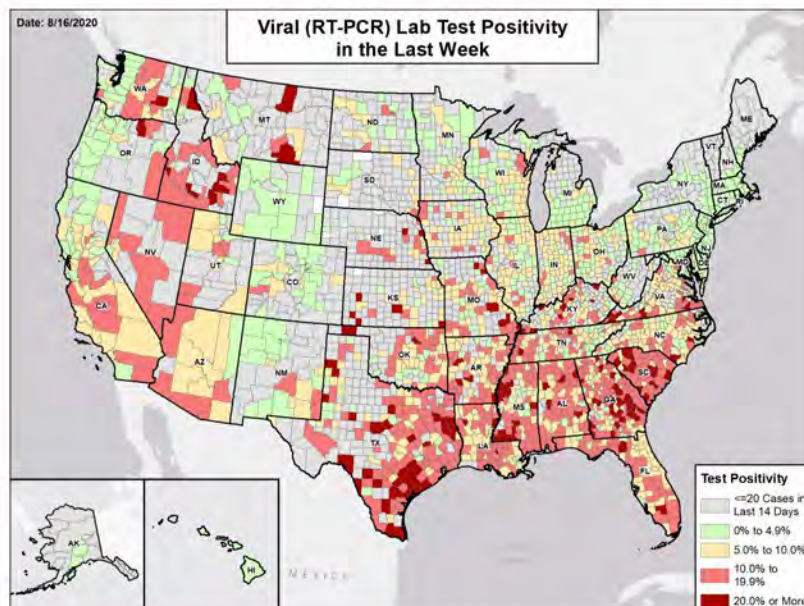 Date: 8/16/2020
Viral (RT-PCR) Lab Test Positivity
in the Last Week
WA
MT
ND
MN
ME
VT
NH
OR
ID
SD
WI
MI
NY
MA
CT
RI
WY
IA
PA
NJ
NE
NV
UT
CO
IL
IN
OH
MD
DE
WV
VA
CA
KS
MO
KY
NC
TN
AZ
NM
OK
AR
SC
MS
AL
GA
TX
LA
FL
AK
HI
MEXICO
Test Positivity
<=20 Cases in
Last 14 Days
0% to 4.9%
5.0% to 10.0%
10.0% to
19.9%
20.0% or More